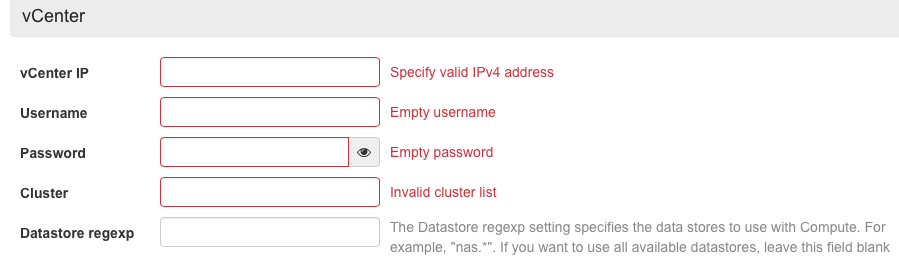 vCenter
vCenter IP Specify valid IPv4 address
Username Empty username
Password Empty password
Cluster Invalid cluster list
Datastore regexp The Datastore regexp setting specifies the data stores to use with Compute. For
example, "nas.*". If you want to use all available datastores, leave this field blank